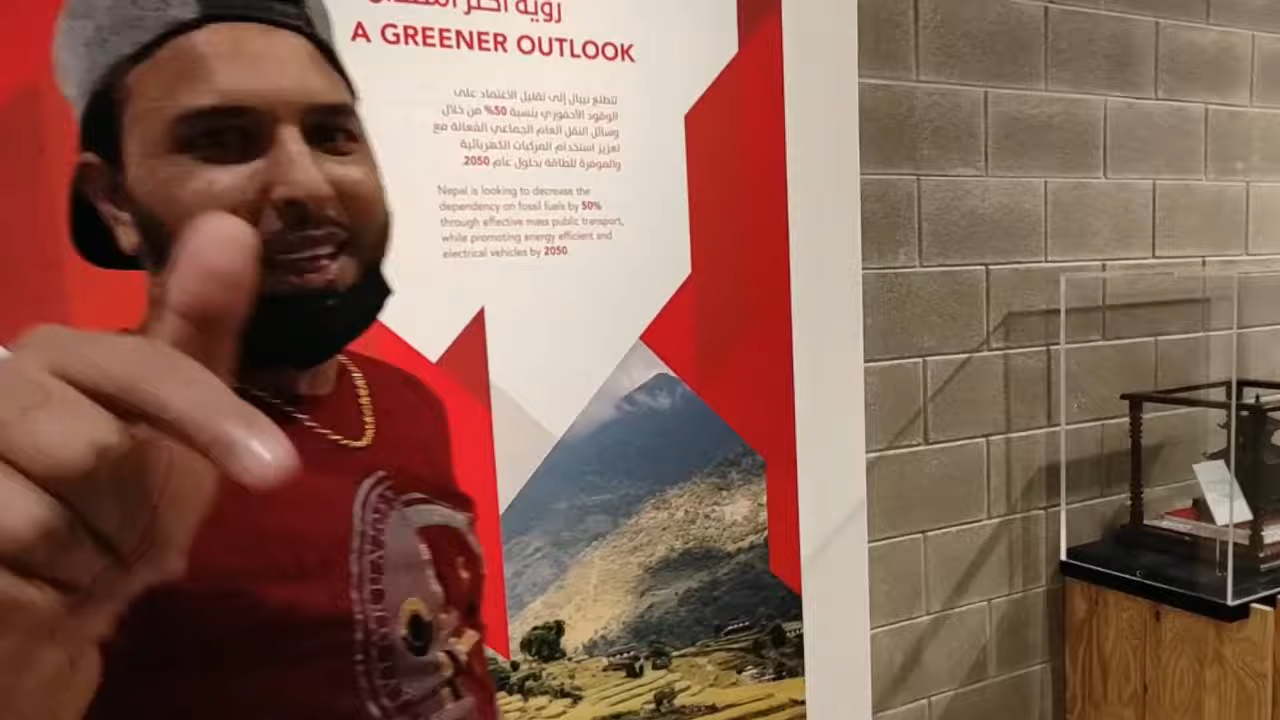 رؤية أكثر
A GREENER OUTLOOK
تتطلع نيبال إلى تقليل الاعتماد على
الوقود الأحفوري بنسبة 50% من خلال
وسائل النقل العام الجماعي الفعالة مع
تعزيز استخدام المركبات الكهربائية
والموفرة للطاقة بحلول عام 2050.
Nepal is looking to decrease the
dependency on fossil fuels by 50%
through effective mass public transport,
while promoting energy efficient and
electrical vehicles by 2050.